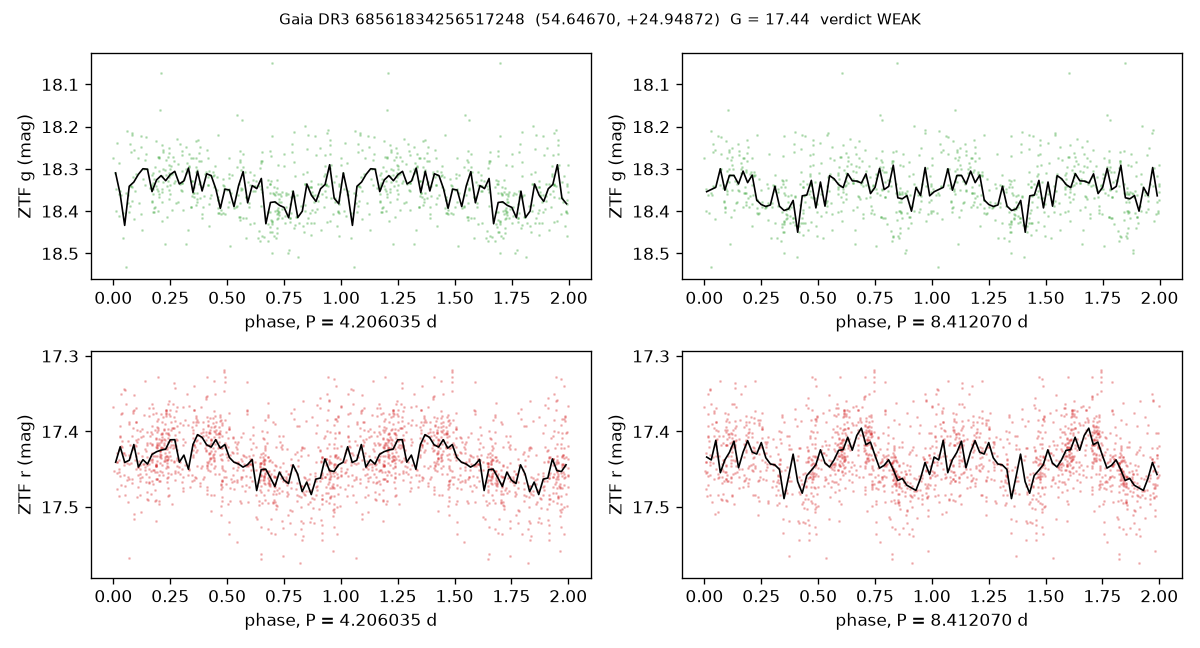 Gaia DR3 68561834256517248 (54.64670, +24.94872) G = 17.44 verdict WEAK
ZTF g (mag)
18.1
18.2
18.3
18.4
18.5
0.00 0.25 0.50 0.75 1.00 1.25 1.50 1.75 2.00
phase, P = 4.206035 d
ZTF g (mag)
18.1
18.2
18.3
18.4
18.5
0.00 0.25 0.50 0.75 1.00 1.25 1.50 1.75 2.00
phase, P = 8.412070 d
ZTF r (mag)
17.3
17.4
17.5
0.00 0.25 0.50 0.75 1.00 1.25 1.50 1.75 2.00
phase, P = 4.206035 d
ZTF r (mag)
17.3
17.4
17.5
0.00 0.25 0.50 0.75 1.00 1.25 1.50 1.75 2.00
phase, P = 8.412070 d